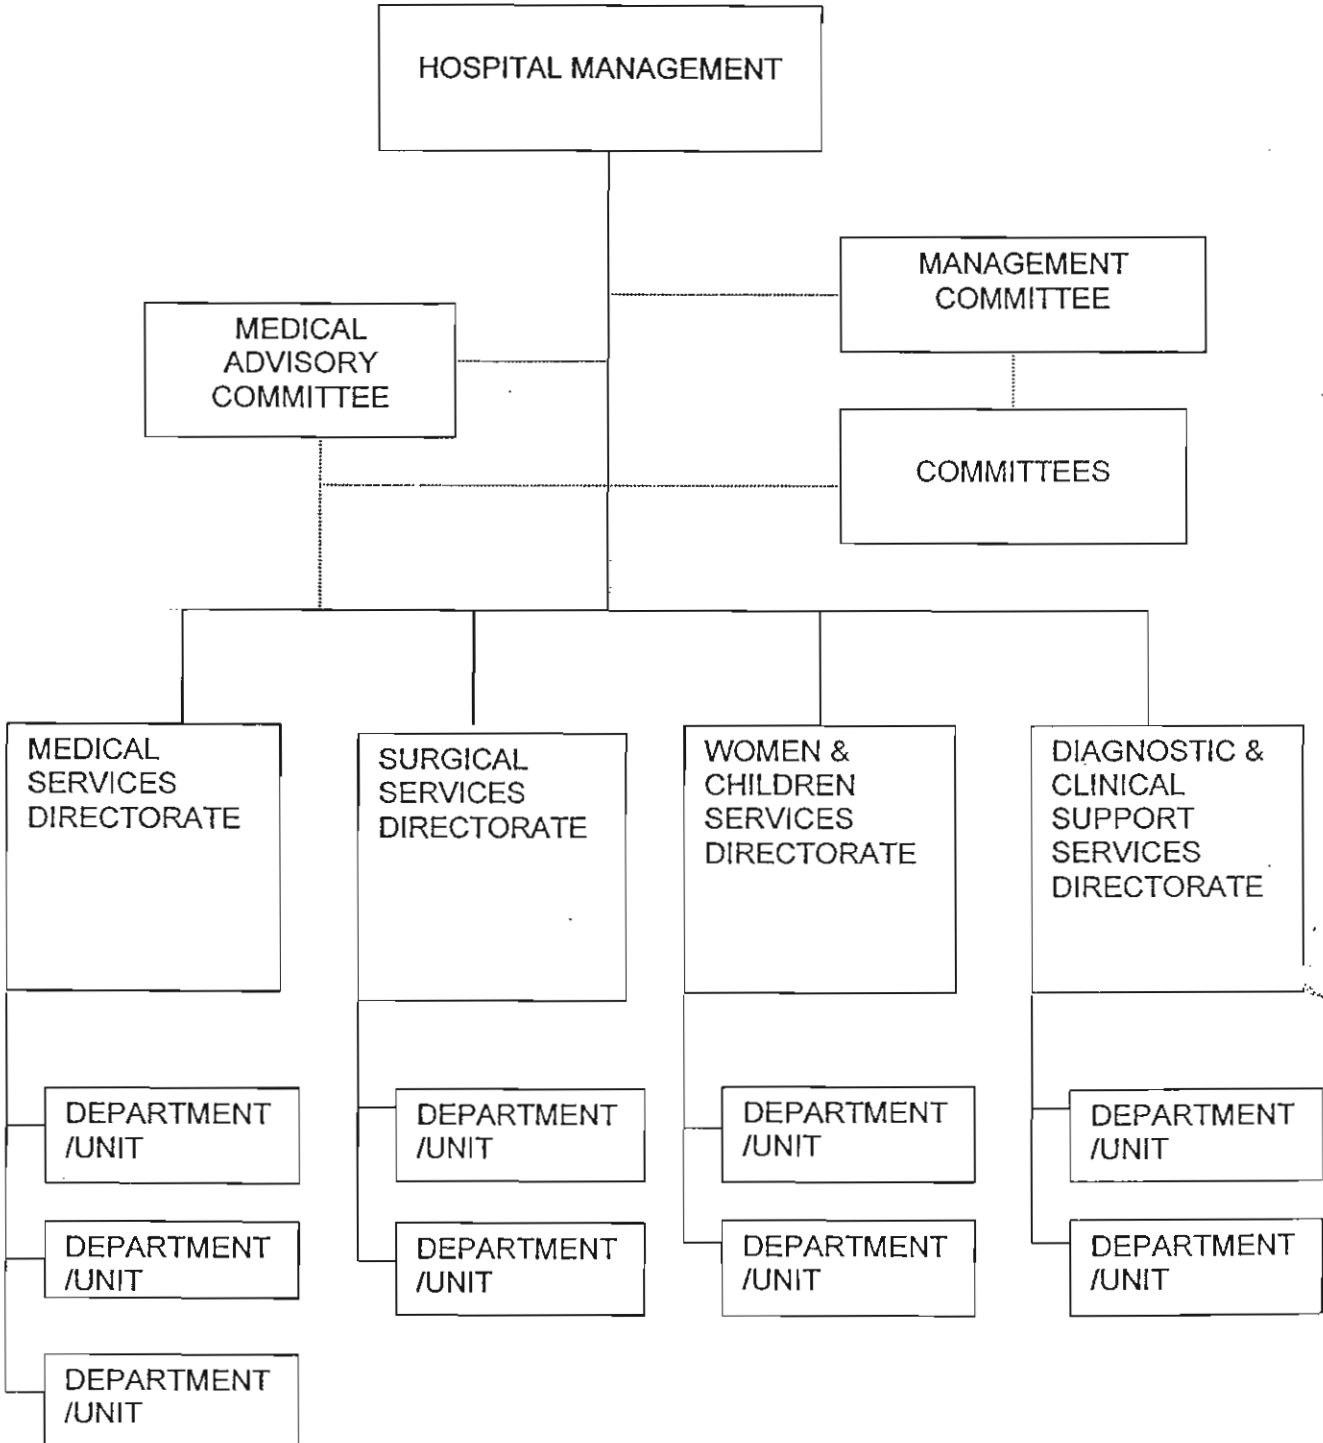 HOSPITAL MANAGEMENT
MANAGEMENT
COMMITTEE
MEDICAL
ADVISORY
COMMITTEE
COMMITTEES
MEDICAL
SERVICES
DIRECTORATE
SURGICAL
SERVICES
DIRECTORATE
WOMEN &
CHILDREN
SERVICES
DIRECTORATE
DIAGNOSTIC &
CLINICAL
SUPPORT
SERVICES
DIRECTORATE
DEPARTMENT
/UNIT
DEPARTMENT
/UNIT
DEPARTMENT
/UNIT
DEPARTMENT
/UNIT
DEPARTMENT
/UNIT
DEPARTMENT
/UNIT
DEPARTMENT
/UNIT
DEPARTMENT
/UNIT
DEPARTMENT
/UNIT